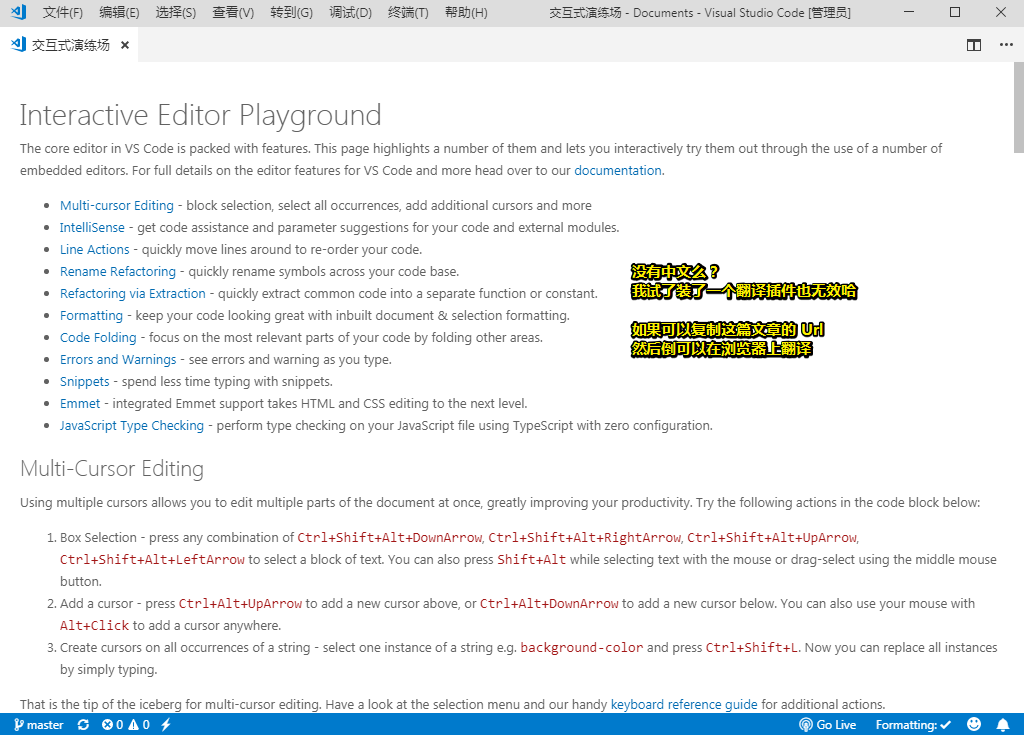 文件(F) 编辑(E) 选择(S) 查看(V) 转到(G) 调试(D) 终端(T) 帮助(H) 交互式演练场 - Documents - Visual Studio Code [管理员]
交互式演练场
Interactive Editor Playground
The core editor in VS Code is packed with features. This page highlights a number of them and lets you interactively try them out through the use of a number of
embedded editors. For full details on the editor features for VS Code and more head over to our documentation.
Multi-cursor Editing - block selection, select all occurrences, add additional cursors and more
IntelliSense - get code assistance and parameter suggestions for your code and external modules.
Line Actions - quickly move lines around to re-order your code.
Rename Refactoring - quickly rename symbols across your code base.
Refactoring via Extraction - quickly extract common code into a separate function or constant.
Formatting - keep your code looking great with inbuilt document & selection formatting.
Code Folding - focus on the most relevant parts of your code by folding other areas.
Errors and Warnings - see errors and warning as you type.
Snippets - spend less time typing with snippets.
Emmet - integrated Emmet support takes HTML and CSS editing to the next level.
JavaScript Type Checking - perform type checking on your JavaScript file using TypeScript with zero configuration.
没有中文么？
我试了装了一个翻译插件也无效哈
如果可以复制这篇文章的 Url
然后倒可以在浏览器上翻译
Multi-Cursor Editing
Using multiple cursors allows you to edit multiple parts of the document at once, greatly improving your productivity. Try the following actions in the code block below:
1. Box Selection - press any combination of Ctrl+Shift+Alt+DownArrow, Ctrl+Shift+Alt+RightArrow, Ctrl+Shift+Alt+UpArrow,
Ctrl+Shift+Alt+LeftArrow to select a block of text. You can also press Shift+Alt while selecting text with the mouse or drag-select using the middle mouse
button.
2. Add a cursor - press Ctrl+Alt+UpArrow to add a new cursor above, or Ctrl+Alt+DownArrow to add a new cursor below. You can also use your mouse with
Alt+Click to add a cursor anywhere.
3. Create cursors on all occurrences of a string - select one instance of a string e.g. background-color and press Ctrl+Shift+L. Now you can replace all instances
by simply typing.
That is the tip of the iceberg for multi-cursor editing. Have a look at the selection menu and our handy keyboard reference guide for additional actions.
master 0 0 Go Live Formatting: